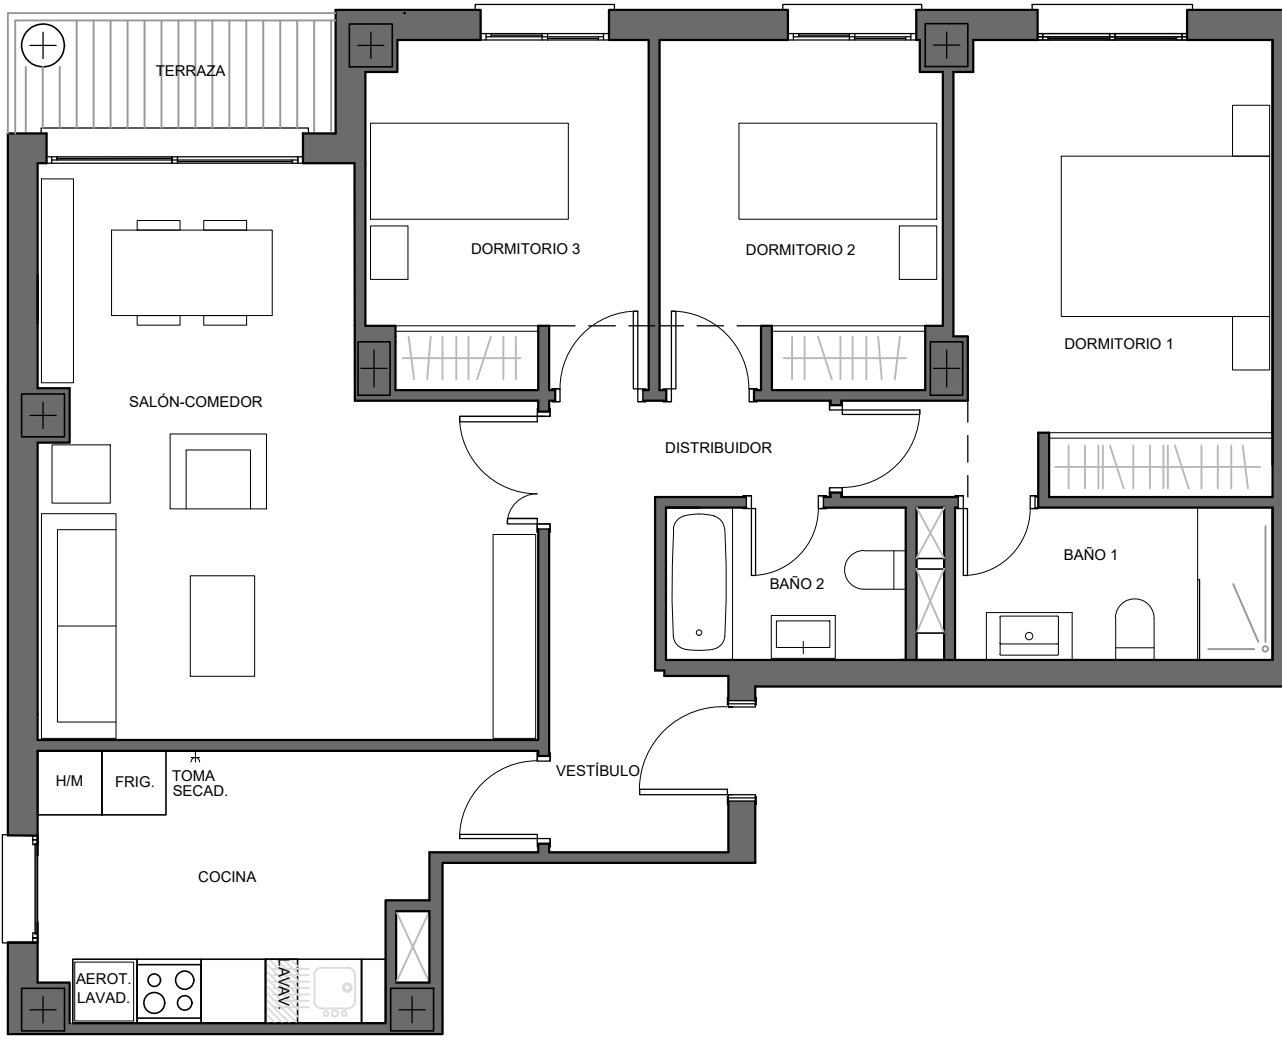 TERRAZA
DORMITORIO 3
DORMITORIO 2
DORMITORIO 1
SALÓN-COMEDOR
DISTRIBUIDOR
BAÑO 2
BAÑO 1
VESTÍBULO
H/M
FRIG.
TOMA
SECAD.
COCINA
AEROT.
LAVAD.
LAVAV.